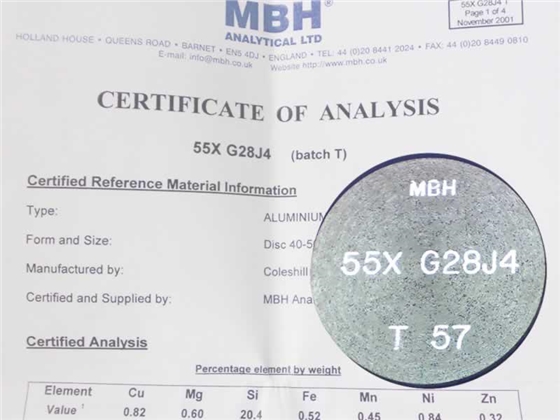 MBH
ANALYTICAL LTD
55X G28J4 T
Page 1 of 4
November 2001
HOLLAND HOUSE • QUEENS ROAD • BARNET • EN5 4DJ • ENGLAND • TEL: 44 (0)20 8441 2024 • FAX: 44 (0)20 8449 0810
E-mail: info@mbh.co.uk Website http://www.mbh.co.uk
CERTIFICATE OF ANALYSIS
55X G28J4 (batch T)
Certified Reference Material Information
Type: ALUMINIUM
Form and Size: Disc 40-5
Manufactured by: Coleshill
Certified and Supplied by: MBH Ana
MBH
55X G28J4
T 57
Certified Analysis
Percentage element by weight
Element Cu Mg Si Fe Mn Ni Zn
Value 1 0.82 0.60 20.4 0.52 0.45 0.84 0.32